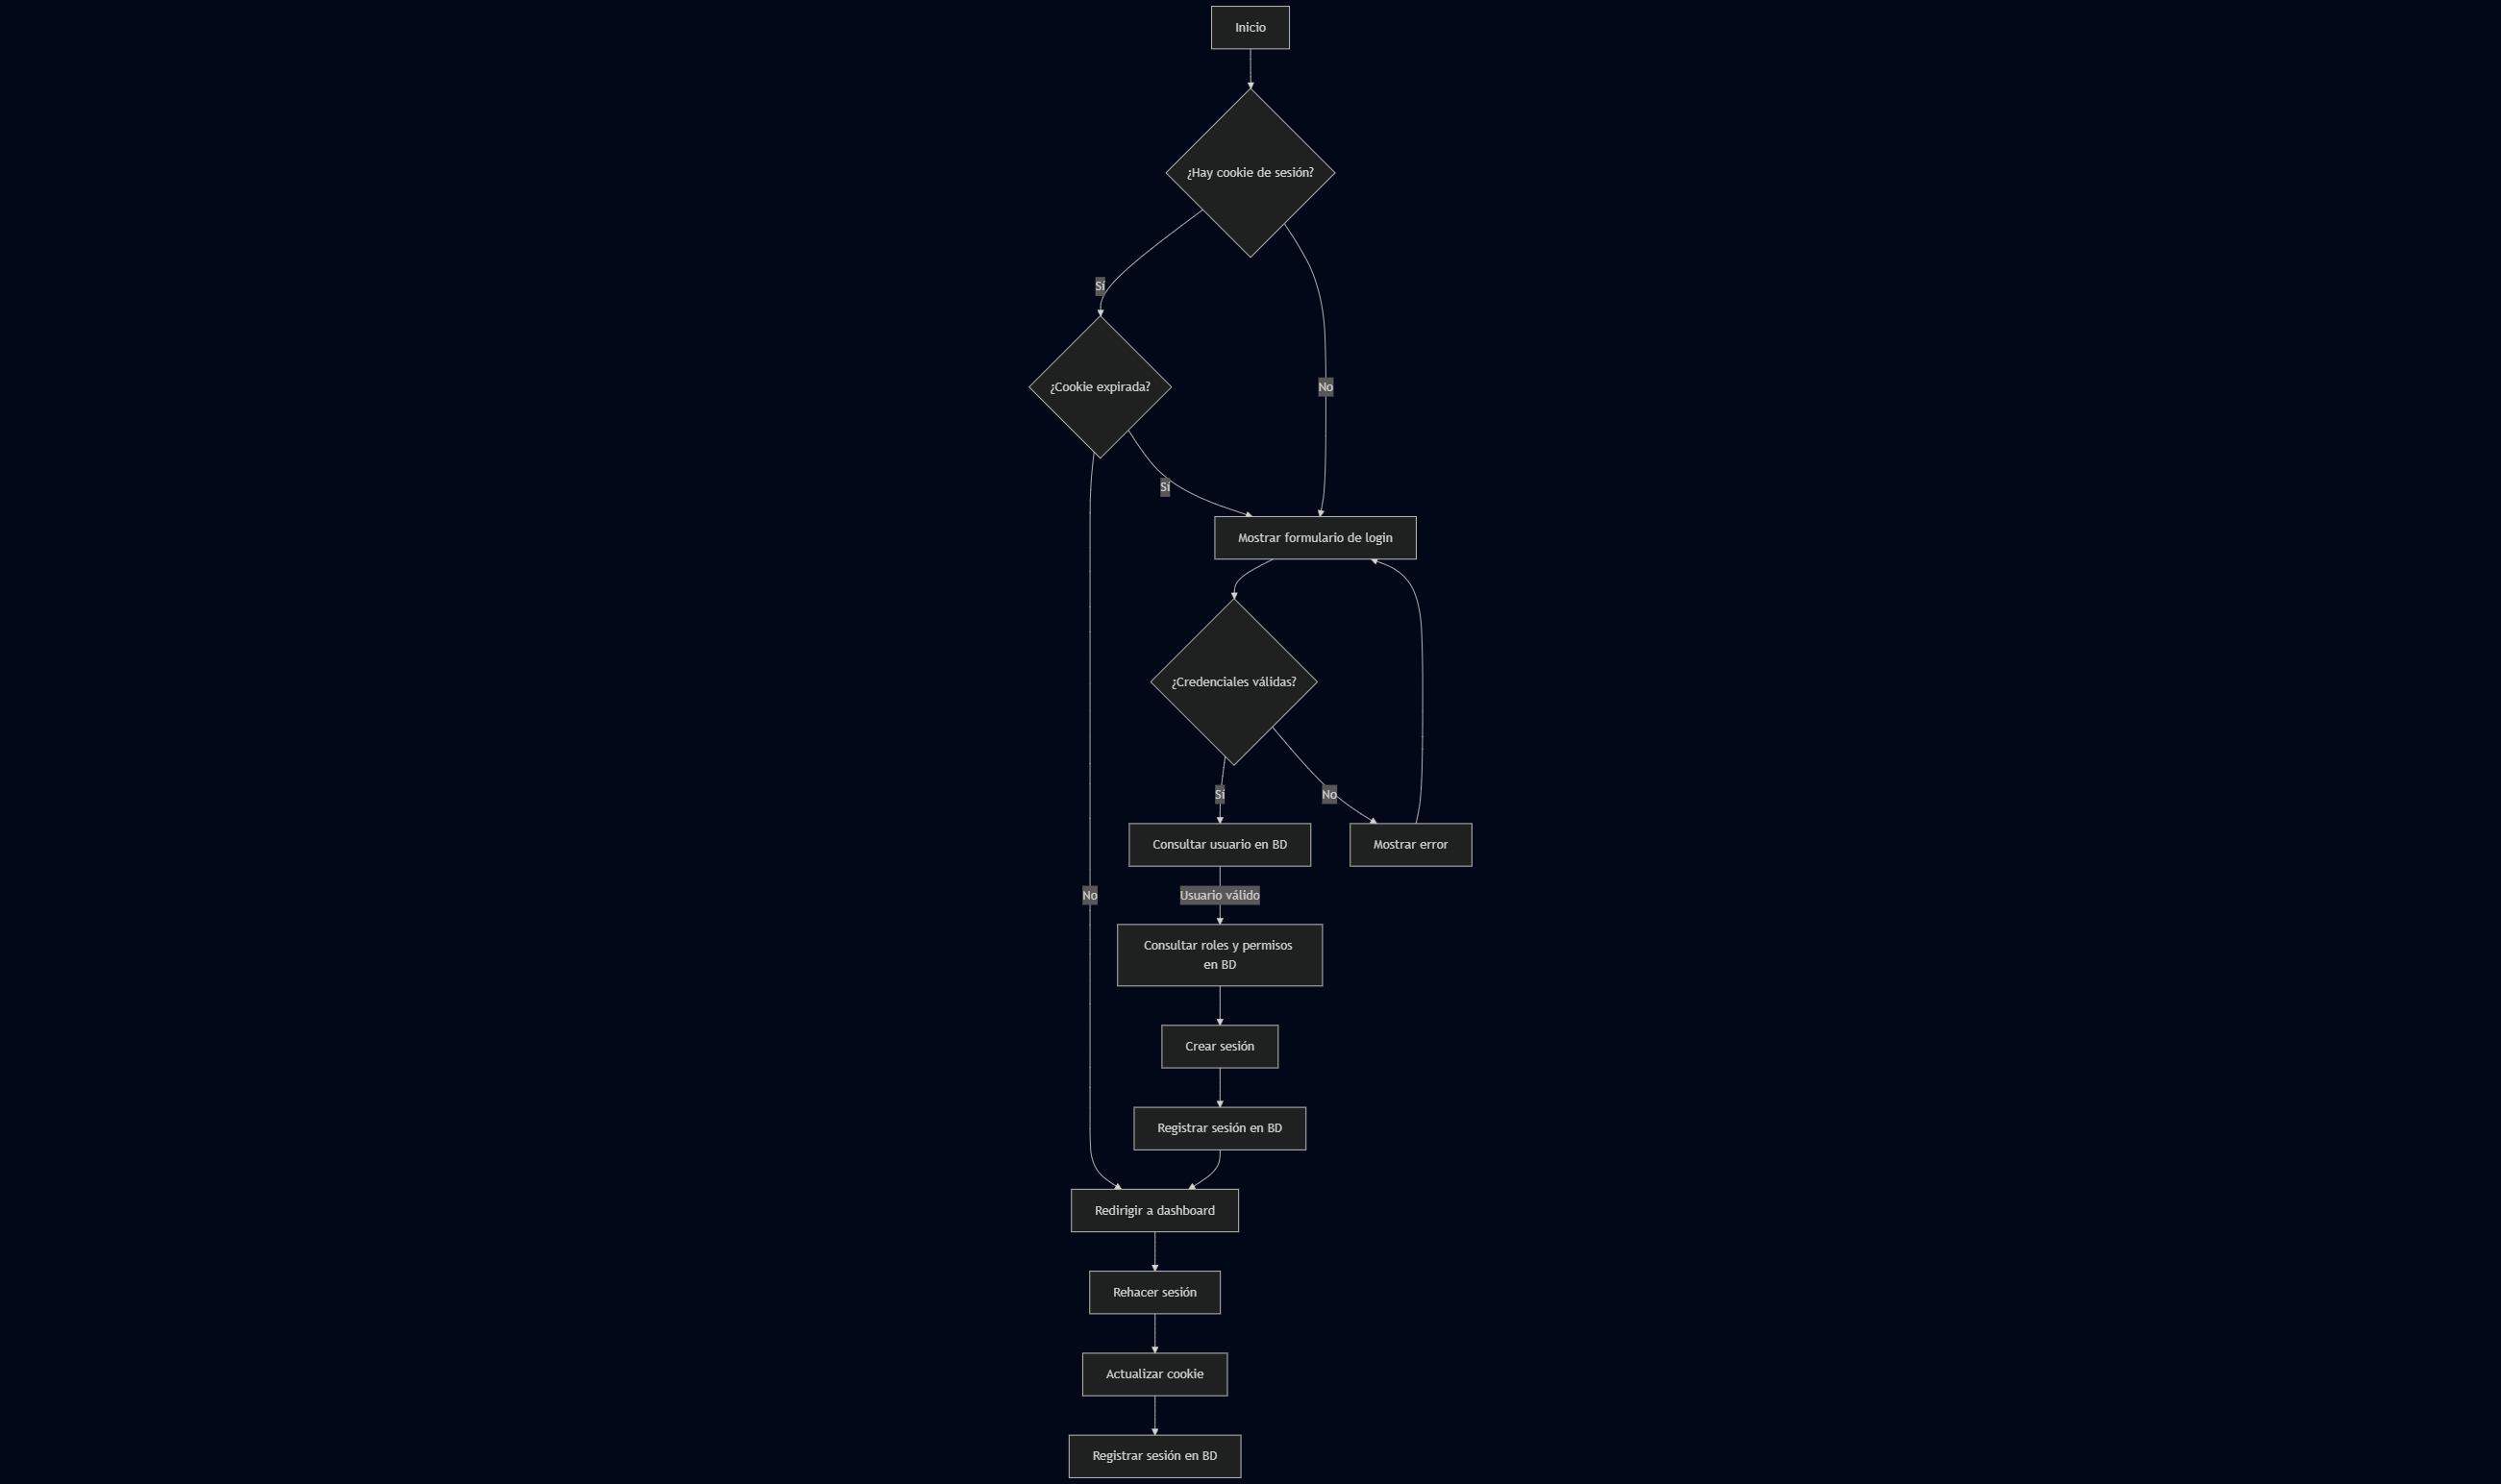 Inicio
¿Hay cookie de sesión?
Sí
¿Cookie expirada?
No
Sí
Mostrar formulario de login
¿Credenciales válidas?
Sí
No
Consultar usuario en BD
Mostrar error
No
Usuario válido
Consultar roles y permisos
en BD
Crear sesión
Registrar sesión en BD
Redirigir a dashboard
Rehacer sesión
Actualizar cookie
Registrar sesión en BD